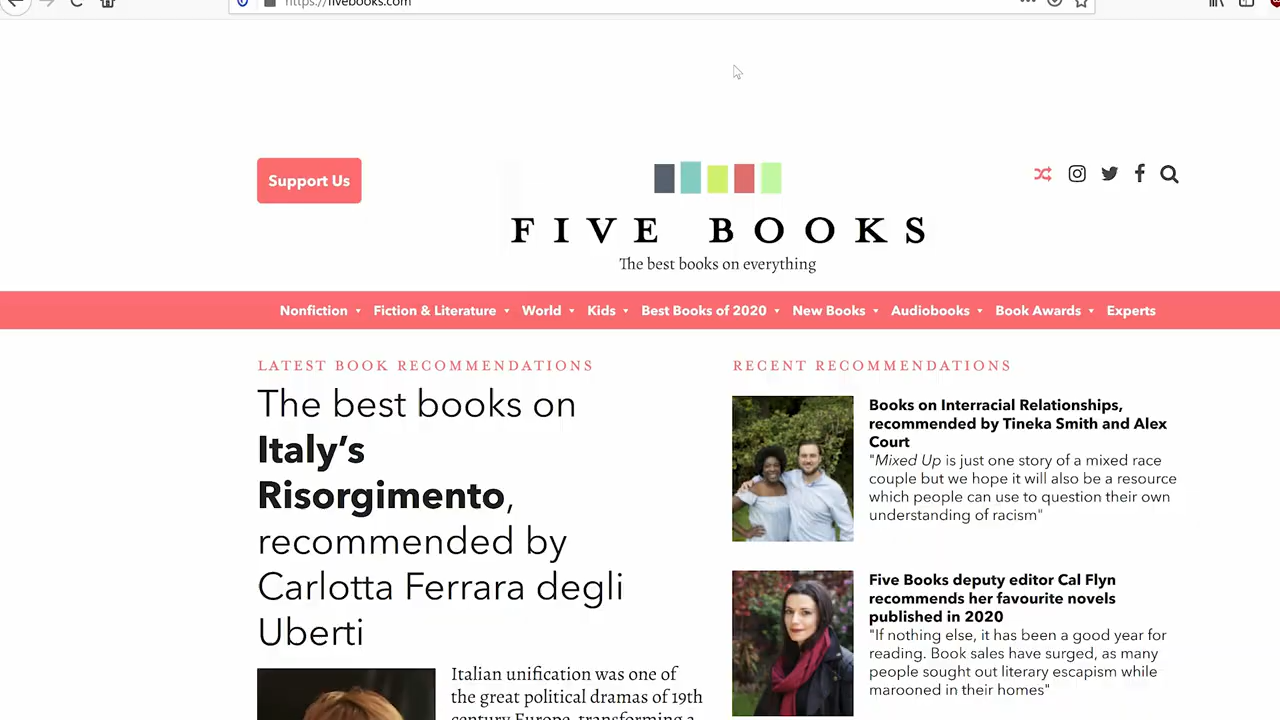 https://fivebooks.com
Support Us
FIVE BOOKS
The best books on everything
Nonfiction Fiction & Literature World Kids Best Books of 2020 New Books Audiobooks Book Awards Experts
LATEST BOOK RECOMMENDATIONS
The best books on
Italy's
Risorgimento,
recommended by
Carlotta Ferrara degli
Uberti
Italian unification was one of
the great political dramas of 19th
century Europe, transforming a
RECENT RECOMMENDATIONS
Books on Interracial Relationships,
recommended by Tineka Smith and Alex
Court
"Mixed Up is just one story of a mixed race
couple but we hope it will also be a resource
which people can use to question their own
understanding of racism"
Five Books deputy editor Cal Flyn
recommends her favourite novels
published in 2020
"If nothing else, it has been a good year for
reading. Book sales have surged, as many
people sought out literary escapism while
marooned in their homes"